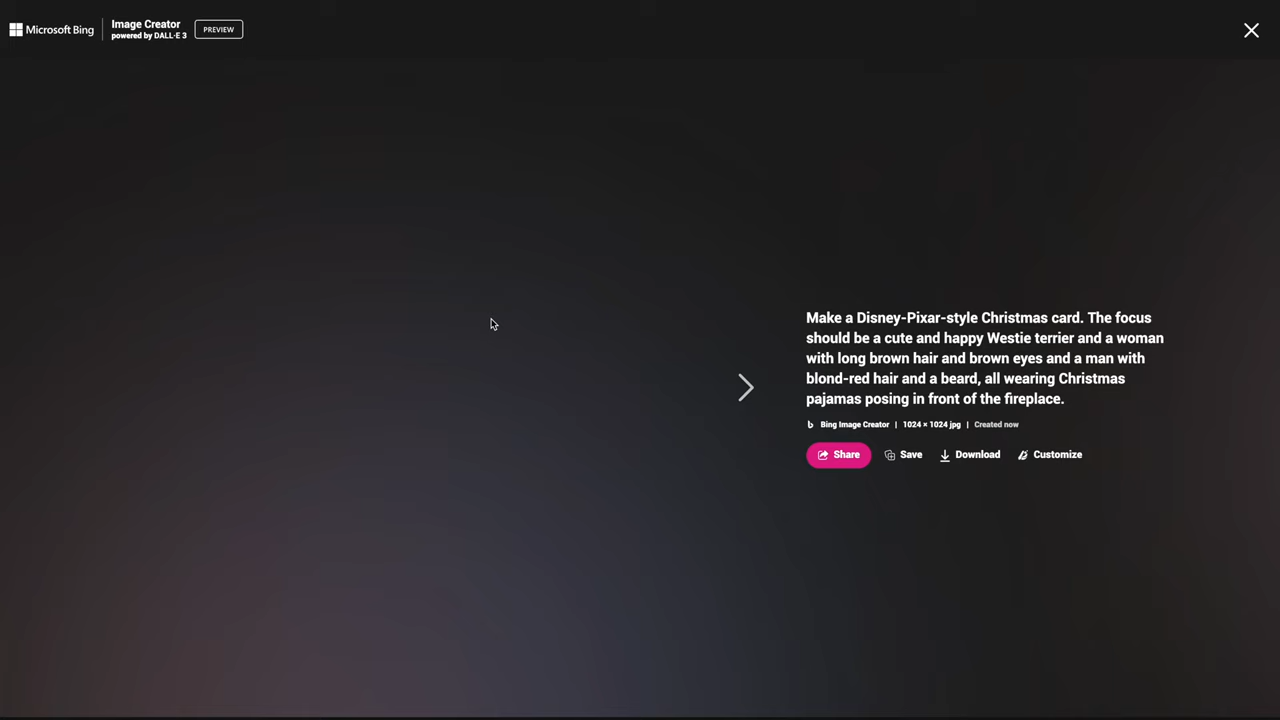 Microsoft Bing
Image Creator
powered by DALL·E 3
PREVIEW
Make a Disney-Pixar-style Christmas card. The focus
should be a cute and happy Westie terrier and a woman
with long brown hair and brown eyes and a man with
blond-red hair and a beard, all wearing Christmas
pajamas posing in front of the fireplace.
Bing Image Creator | 1024 × 1024 jpg | Created now
Share Save Download Customize